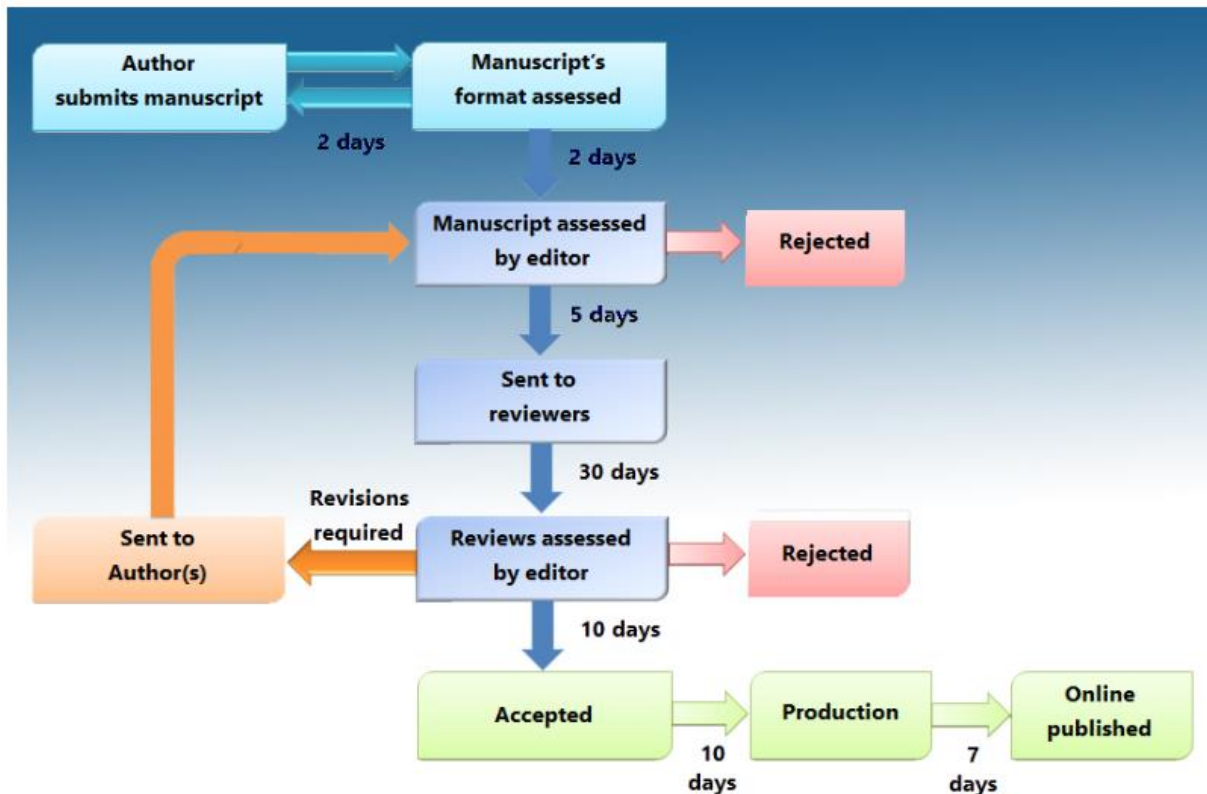 Author
submits manuscript
Manuscript´s
format assessed
2 days
2 days
Manuscript assessed
by editor
Rejected
5 days
Sent to
reviewers
30 days
Revisions
required
Sent to
Author(s)
Reviews assessed
by editor
Rejected
10 days
Accepted
10
days
Production
7
days
Online
published